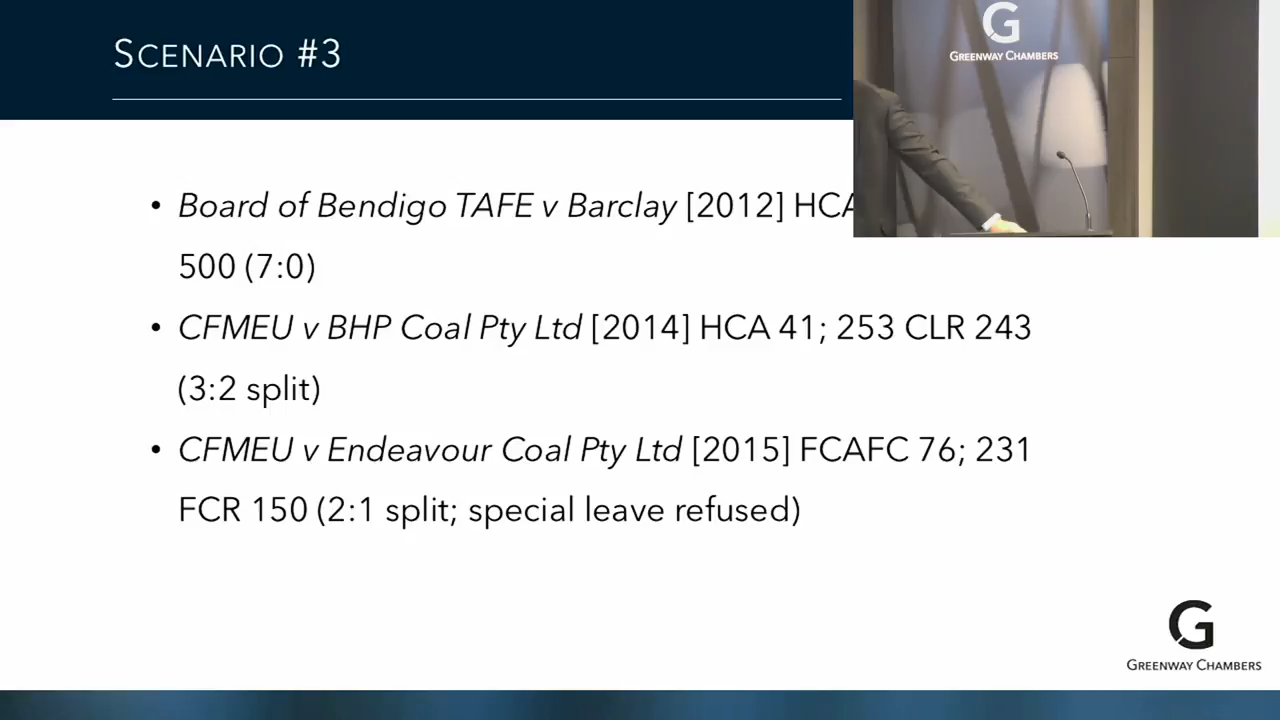 SCENARIO #3
G
GREENWAY CHAMBERS
• Board of Bendigo TAFE v Barclay [2012] HCA
500 (7:0)
• CFMEU v BHP Coal Pty Ltd [2014] HCA 41; 253 CLR 243
(3:2 split)
• CFMEU v Endeavour Coal Pty Ltd [2015] FCAFC 76; 231
FCR 150 (2:1 split; special leave refused)
G
GREENWAY CHAMBERS